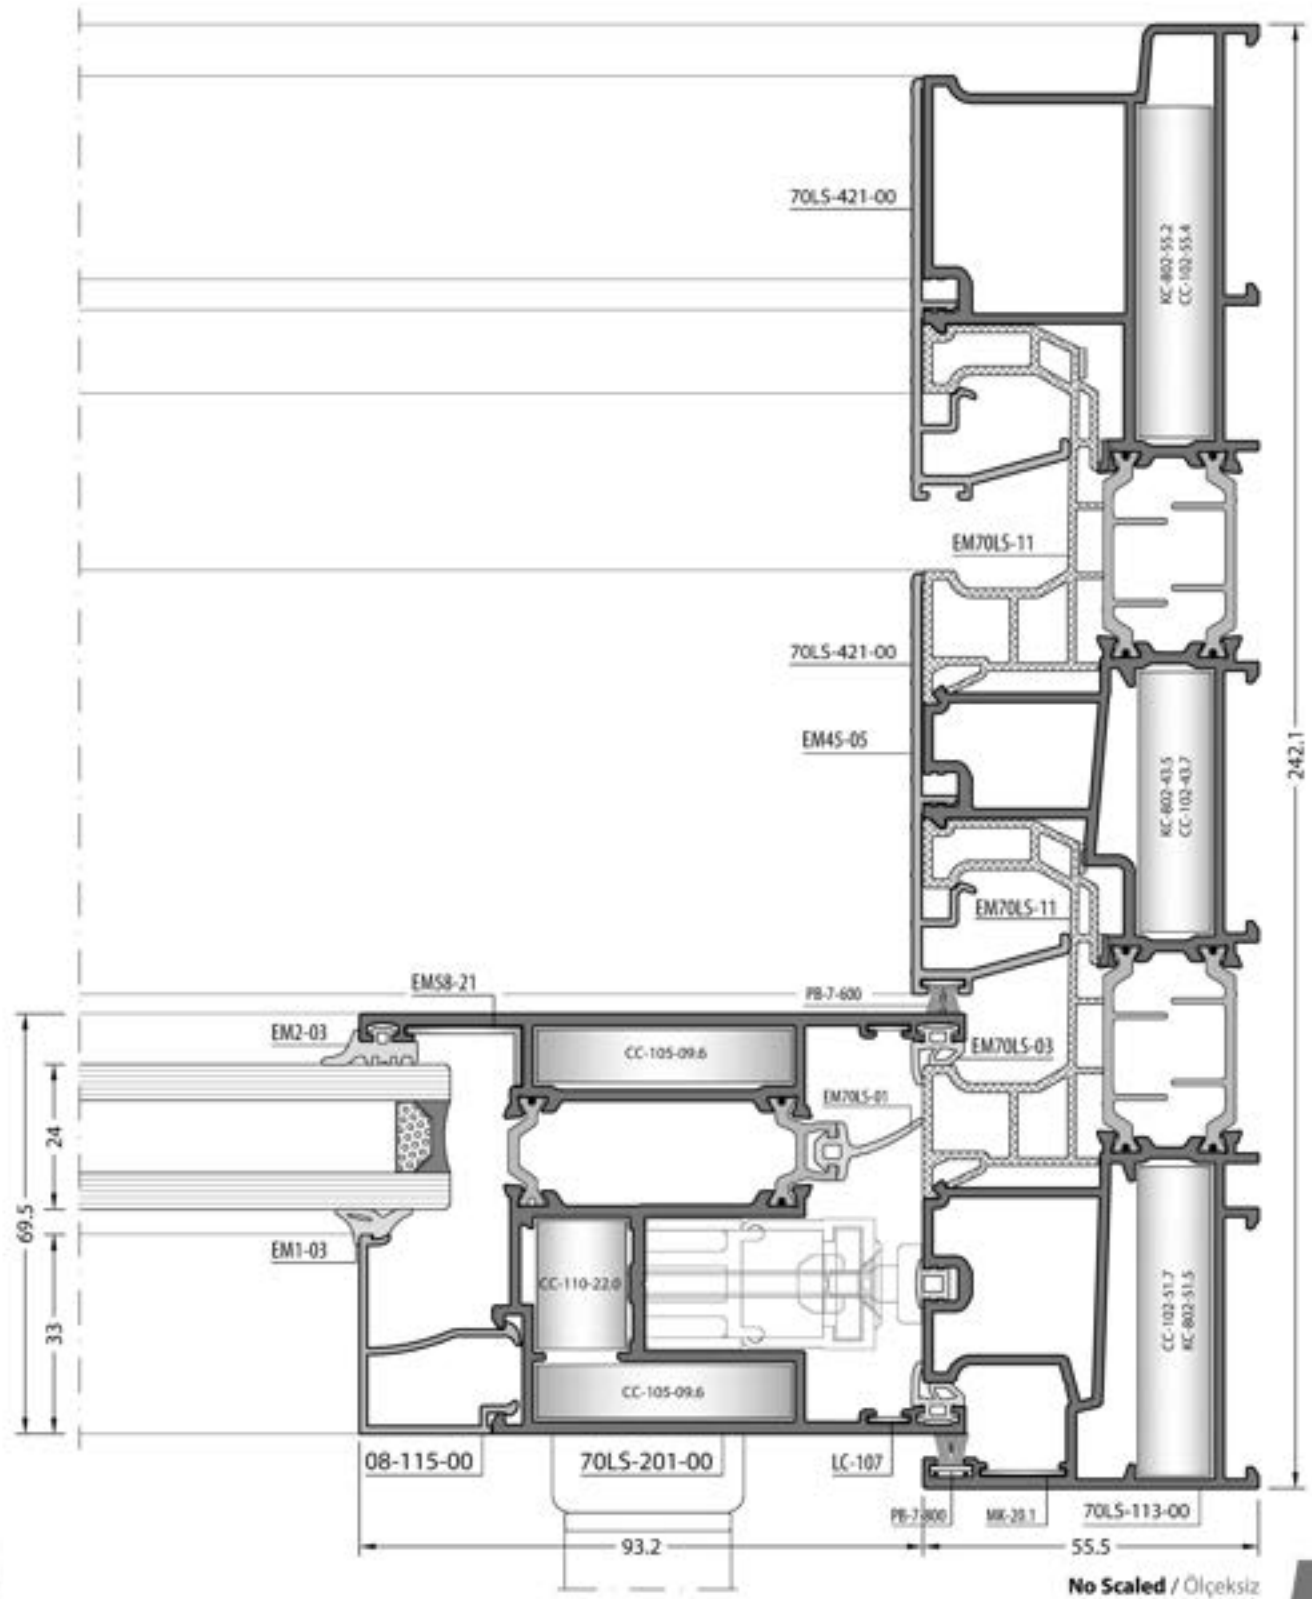 70LS-421-00
KC-802-55.2
CC-102-55.4
EM70LS-11
70LS-421-00
EM45-05
KC-802-43.5
CC-102-43.7
242.1
EM70LS-11
EM58-21
PB-7-600
EM2-03
CC-105-09.6
EM70LS-03
EM70LS-01
24
69.5
EM1-03
CC-110-22.0
33
CC-102-51.7
KC-802-51.5
CC-105-09.6
08-115-00
70LS-201-00
LC-107
PB-7-800
MK-20.1
70LS-113-00
93.2
55.5
No Scaled / Ölçeksiz